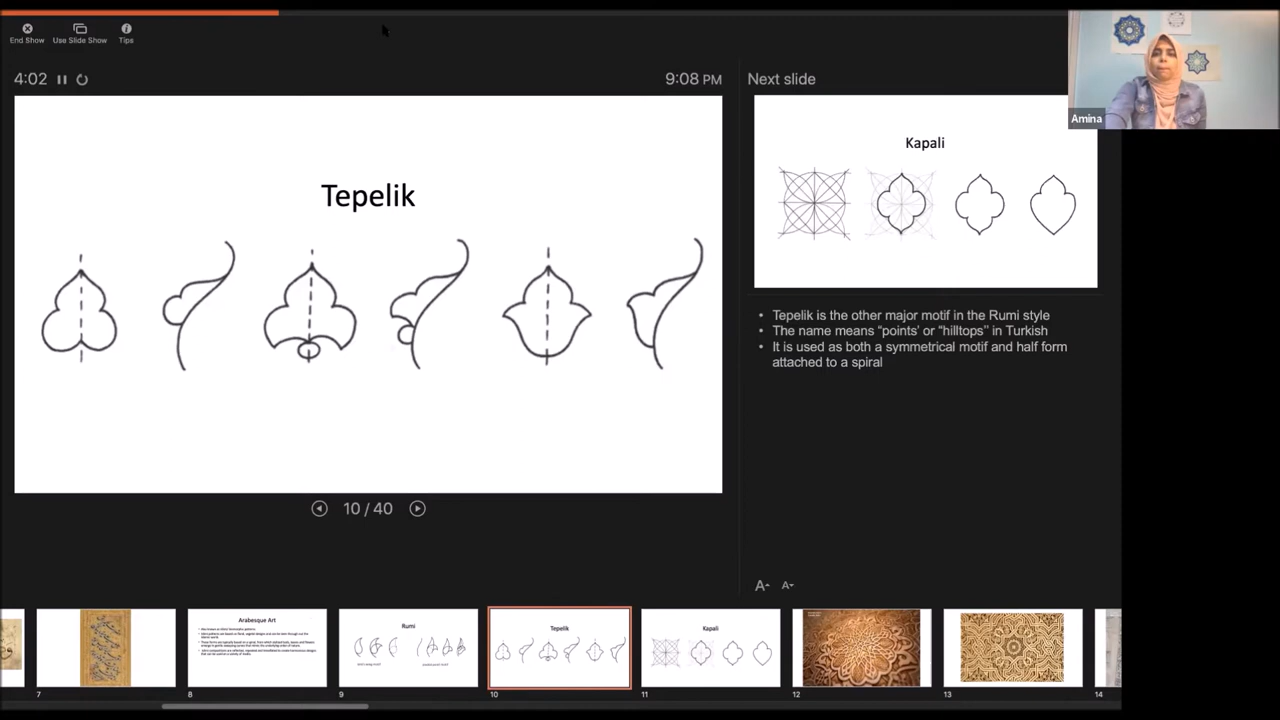 End Show
Use Slide Show
Tips
4:02
9:08 PM
Next slide
Amina
Tepelik
Kapali
• Tepelik is the other major motif in the Rumi style
• The name means "points' or "hilltops" in Turkish
• It is used as both a symmetrical motif and half form
attached to a spiral
10 / 40
A
A
Arabesque Art
Rumi
Tepelik
Kapali
7
8
9
10
11
12
13
14